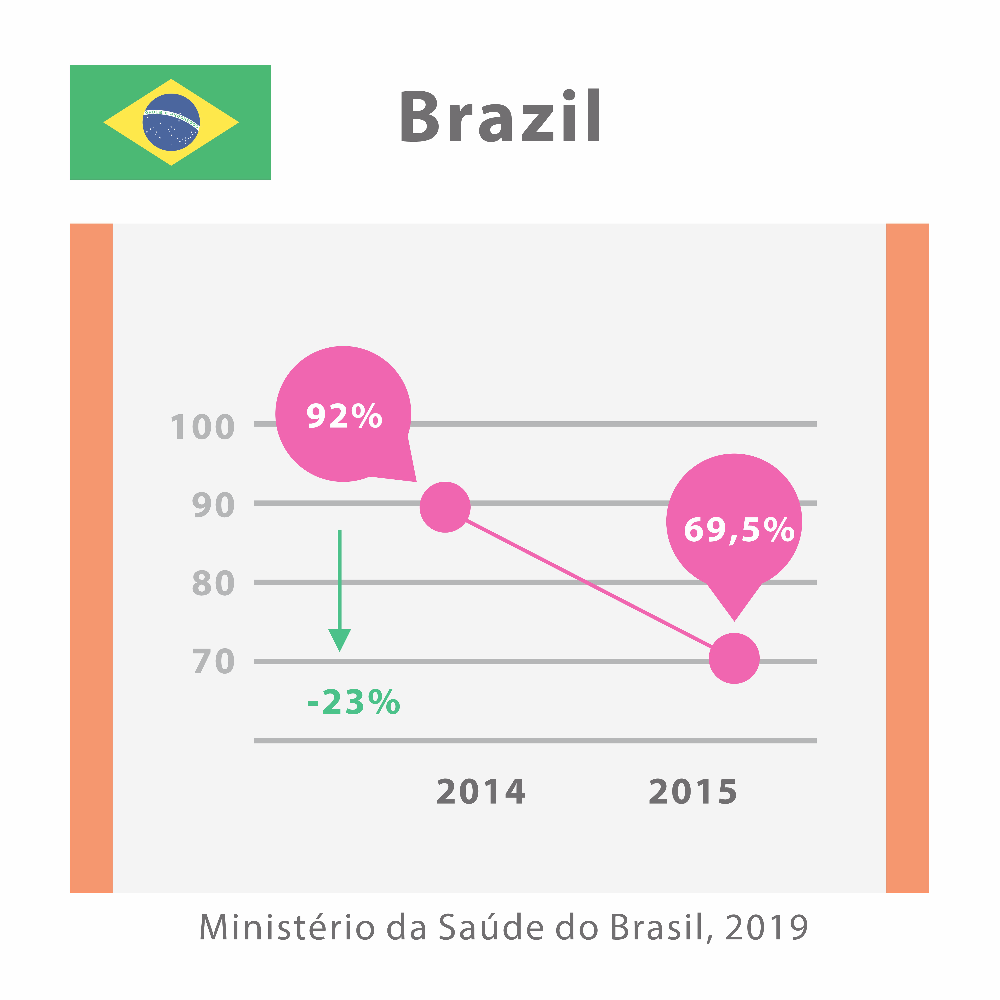 Brazil
ORDEM E PROGRESSO
92%
100
90
69,5%
80
70
-23%
2014 2015
Ministério da Saúde do Brasil, 2019